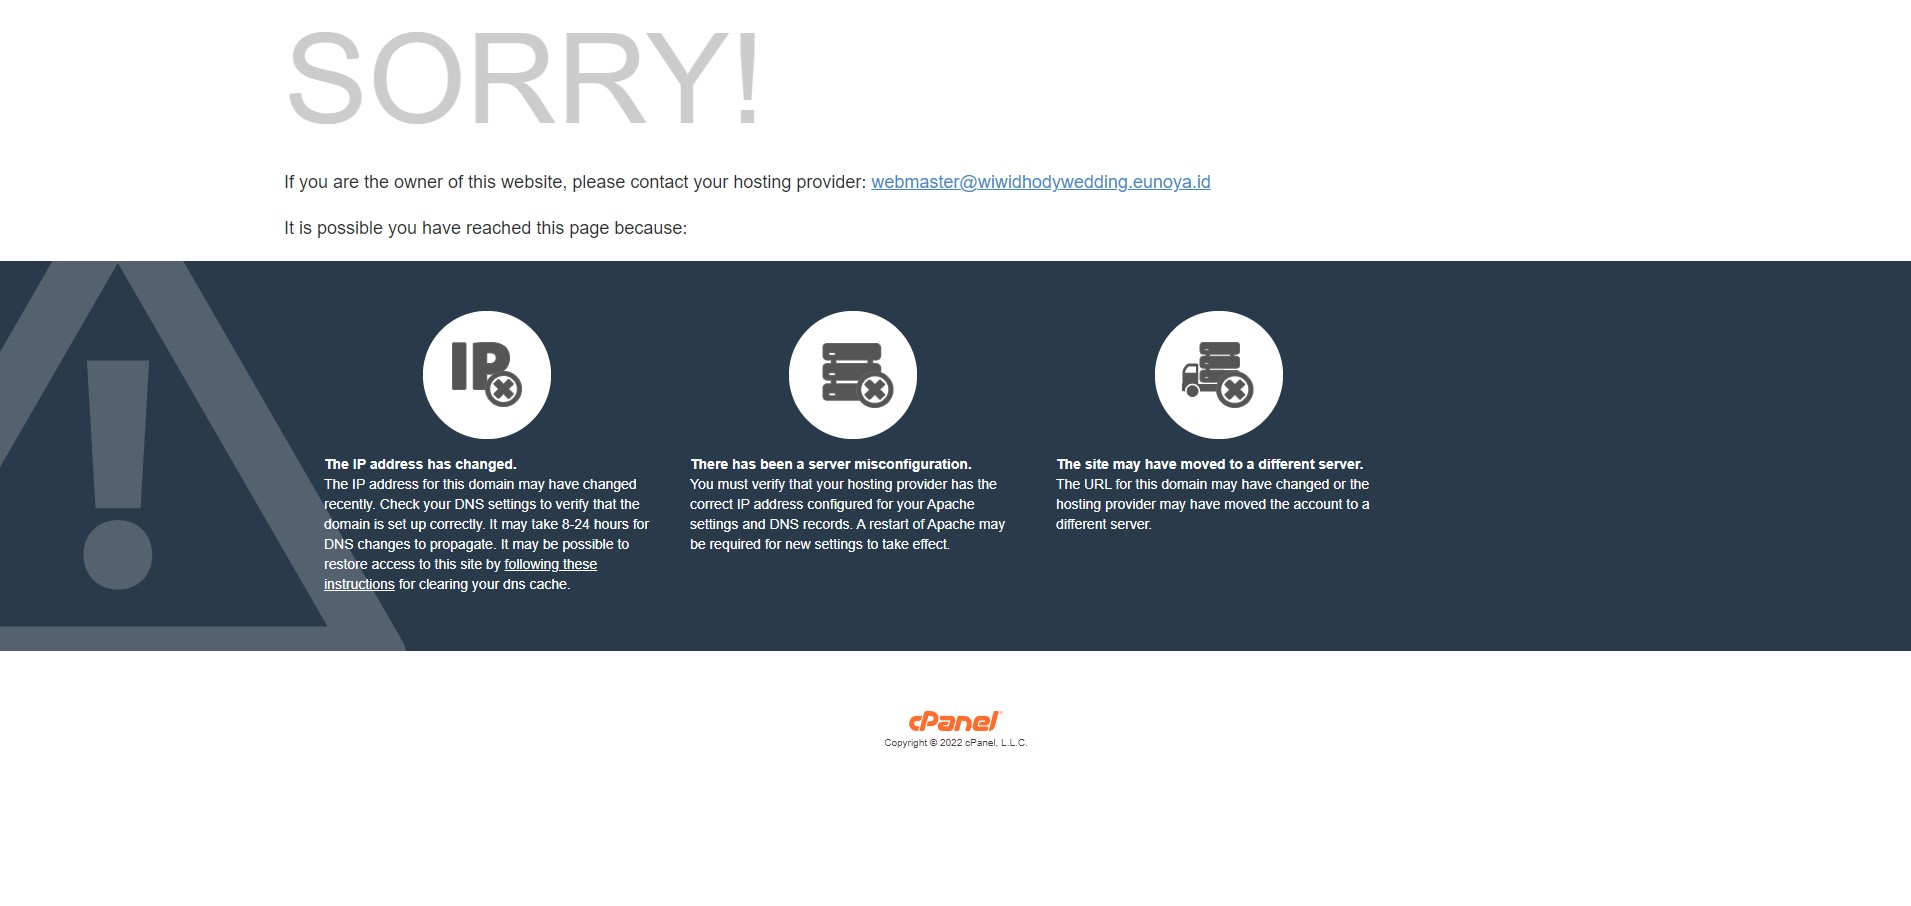 SORRY!
If you are the owner of this website, please contact your hosting provider: webmaster@wiwidhodywedding.eunoya.id
It is possible you have reached this page because:
IP
The IP address has changed.
The IP address for this domain may have changed
recently. Check your DNS settings to verify that the
domain is set up correctly. It may take 8-24 hours for
DNS changes to propagate. It may be possible to
restore access to this site by following these
instructions for clearing your dns cache.
There has been a server misconfiguration.
You must verify that your hosting provider has the
correct IP address configured for your Apache
settings and DNS records. A restart of Apache may
be required for new settings to take effect.
The site may have moved to a different server.
The URL for this domain may have changed or the
hosting provider may have moved the account to a
different server.
cPanel
Copyright © 2022 cPanel, L.L.C.